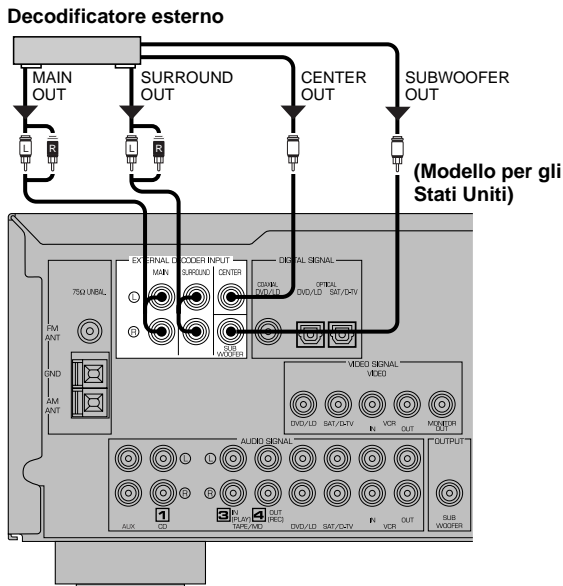 Decodificatore esterno
MAIN OUT
SURROUND OUT
CENTER OUT
SUBWOOFER OUT
L R L R
(Modello per gli
Stati Uniti)
EXTERNAL DECODER INPUT
MAIN SURROUND CENTER
L
R
SUB WOOFER
DIGITAL SIGNAL
COAXIAL OPTICAL
DVD/LD DVD/LD SAT/D-TV
75Ω UNBAL.
FM ANT
GND
AM ANT
VIDEO SIGNAL
VIDEO
DVD/LD SAT/D-TV IN VCR OUT MONITOR OUT
AUDIO SIGNAL
L L
R R
1 3 IN (PLAY) 4 OUT (REC) IN OUT
AUX CD TAPE/MD DVD/LD SAT/D-TV VCR
OUTPUT
SUB WOOFER